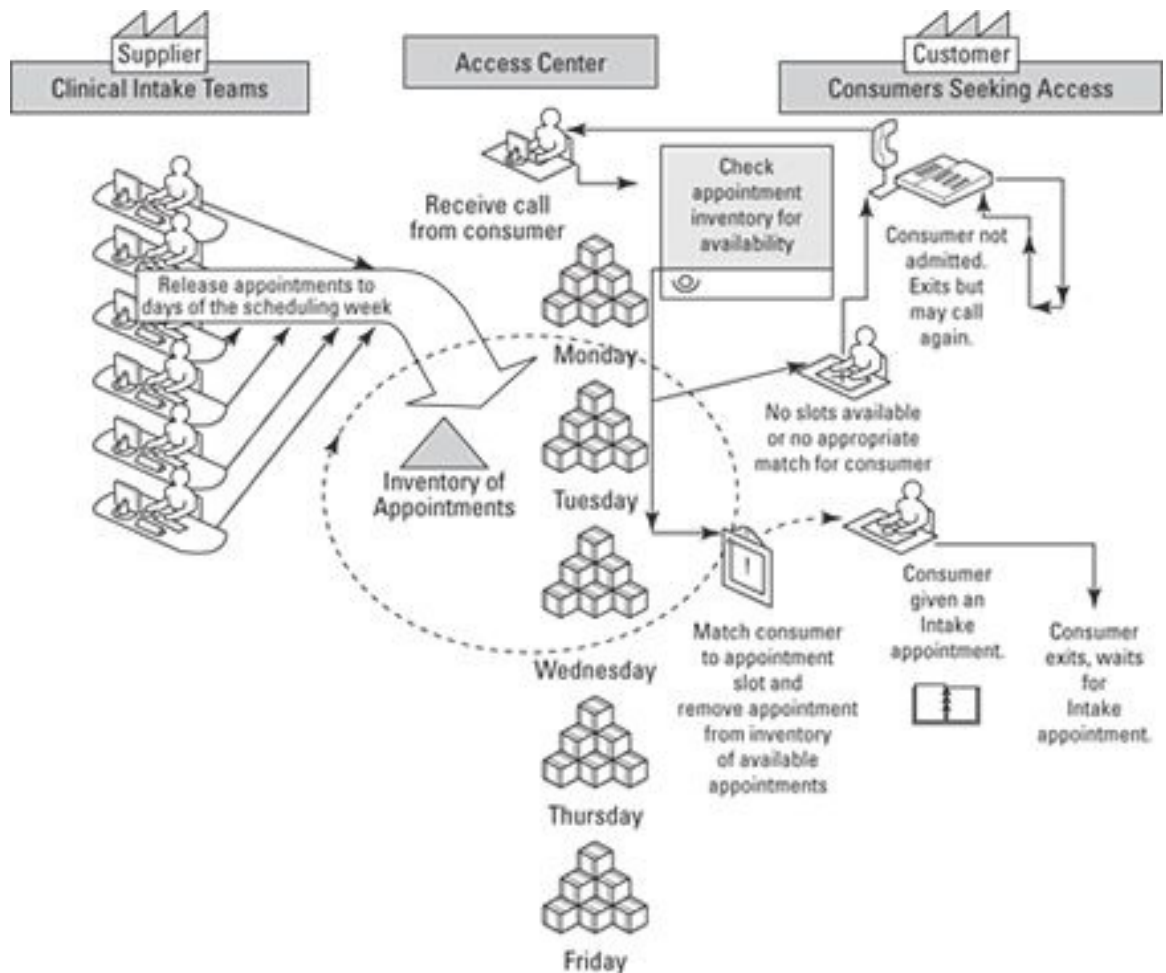 Supplier
Clinical Intake Teams
Access Center
Customer
Consumers Seeking Access
Receive call
from consumer
Check
appointment
inventory for
availability
Consumer not
admitted.
Exits but
may call
again.
Release appointments to
days of the scheduling week
Monday
No slots available
or no appropriate
match for consumer
Inventory of
Appointments
Tuesday
Match consumer
to appointment
slot and
remove appointment
from inventory
of available
appointments
Consumer
given an
Intake
appointment.
Consumer
exits, waits
for
Intake
appointment.
Wednesday
Thursday
Friday